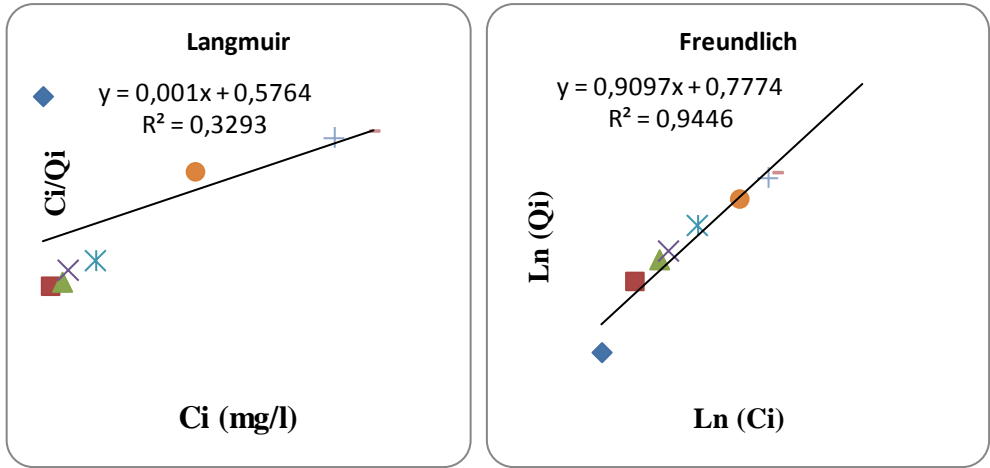 Langmuir
y = 0,001x + 0,5764
R² = 0,3293
Ci/Qi
Ci (mg/l)
Freundlich
y = 0,9097x + 0,7774
R² = 0,9446
Ln (Qi)
Ln (Ci)